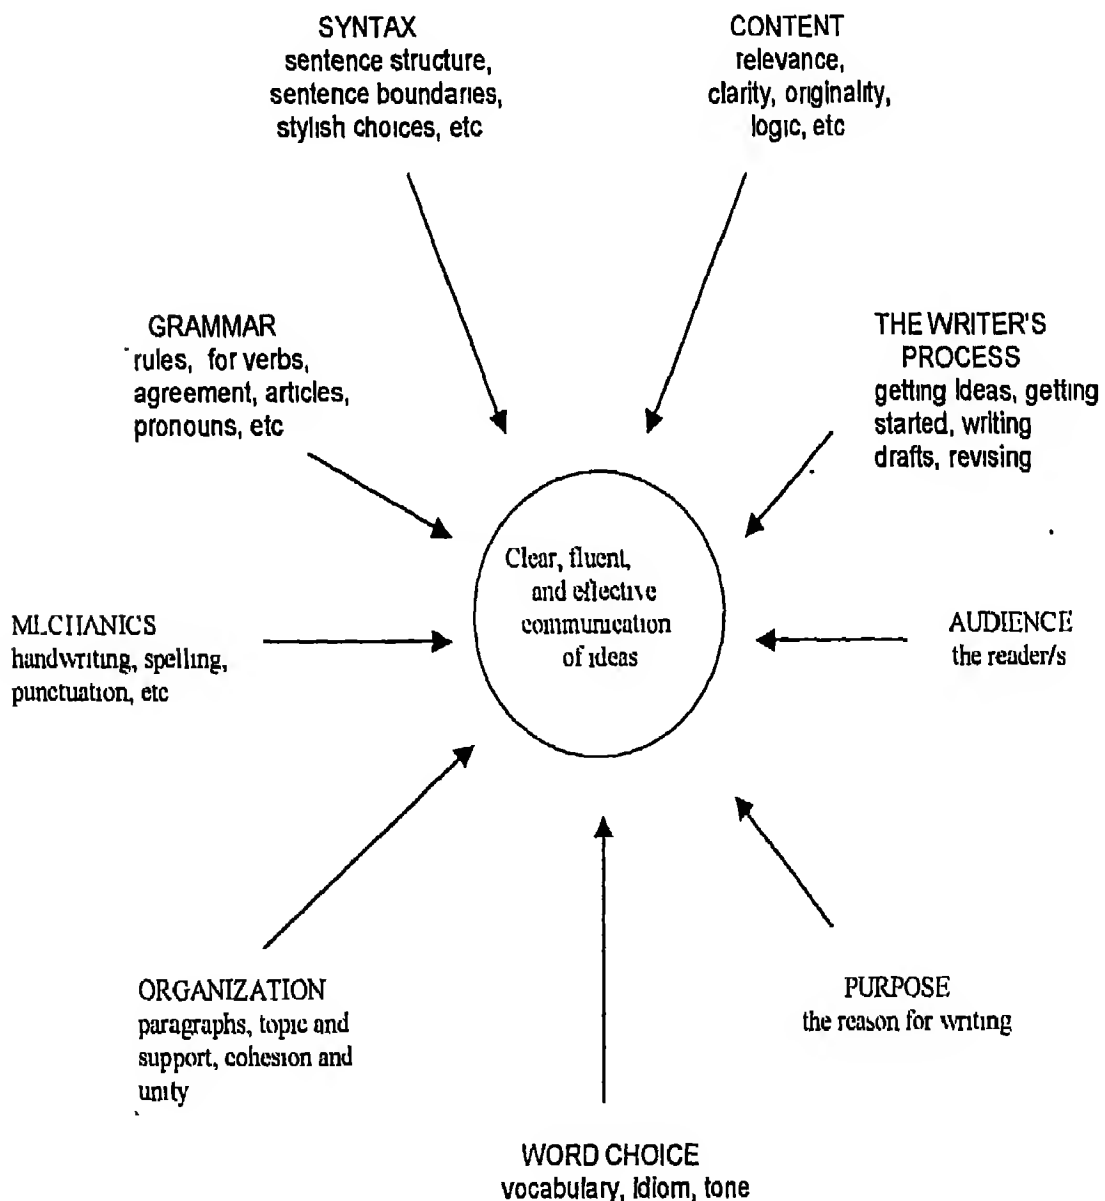 SYNTAX
sentence structure,
sentence boundaries,
stylish choices, etc
CONTENT
relevance,
clarity, originality,
logic, etc
GRAMMAR
rules, for verbs,
agreement, articles,
pronouns, etc
THE WRITER'S
PROCESS
getting Ideas, getting
started, writing
drafts, revising
Clear, fluent,
and effective
communication
of ideas
MECHANICS
handwriting, spelling,
punctuation, etc
AUDIENCE
the reader/s
ORGANIZATION
paragraphs, topic and
support, cohesion and
unity
PURPOSE
the reason for writing
WORD CHOICE
vocabulary, idiom, tone